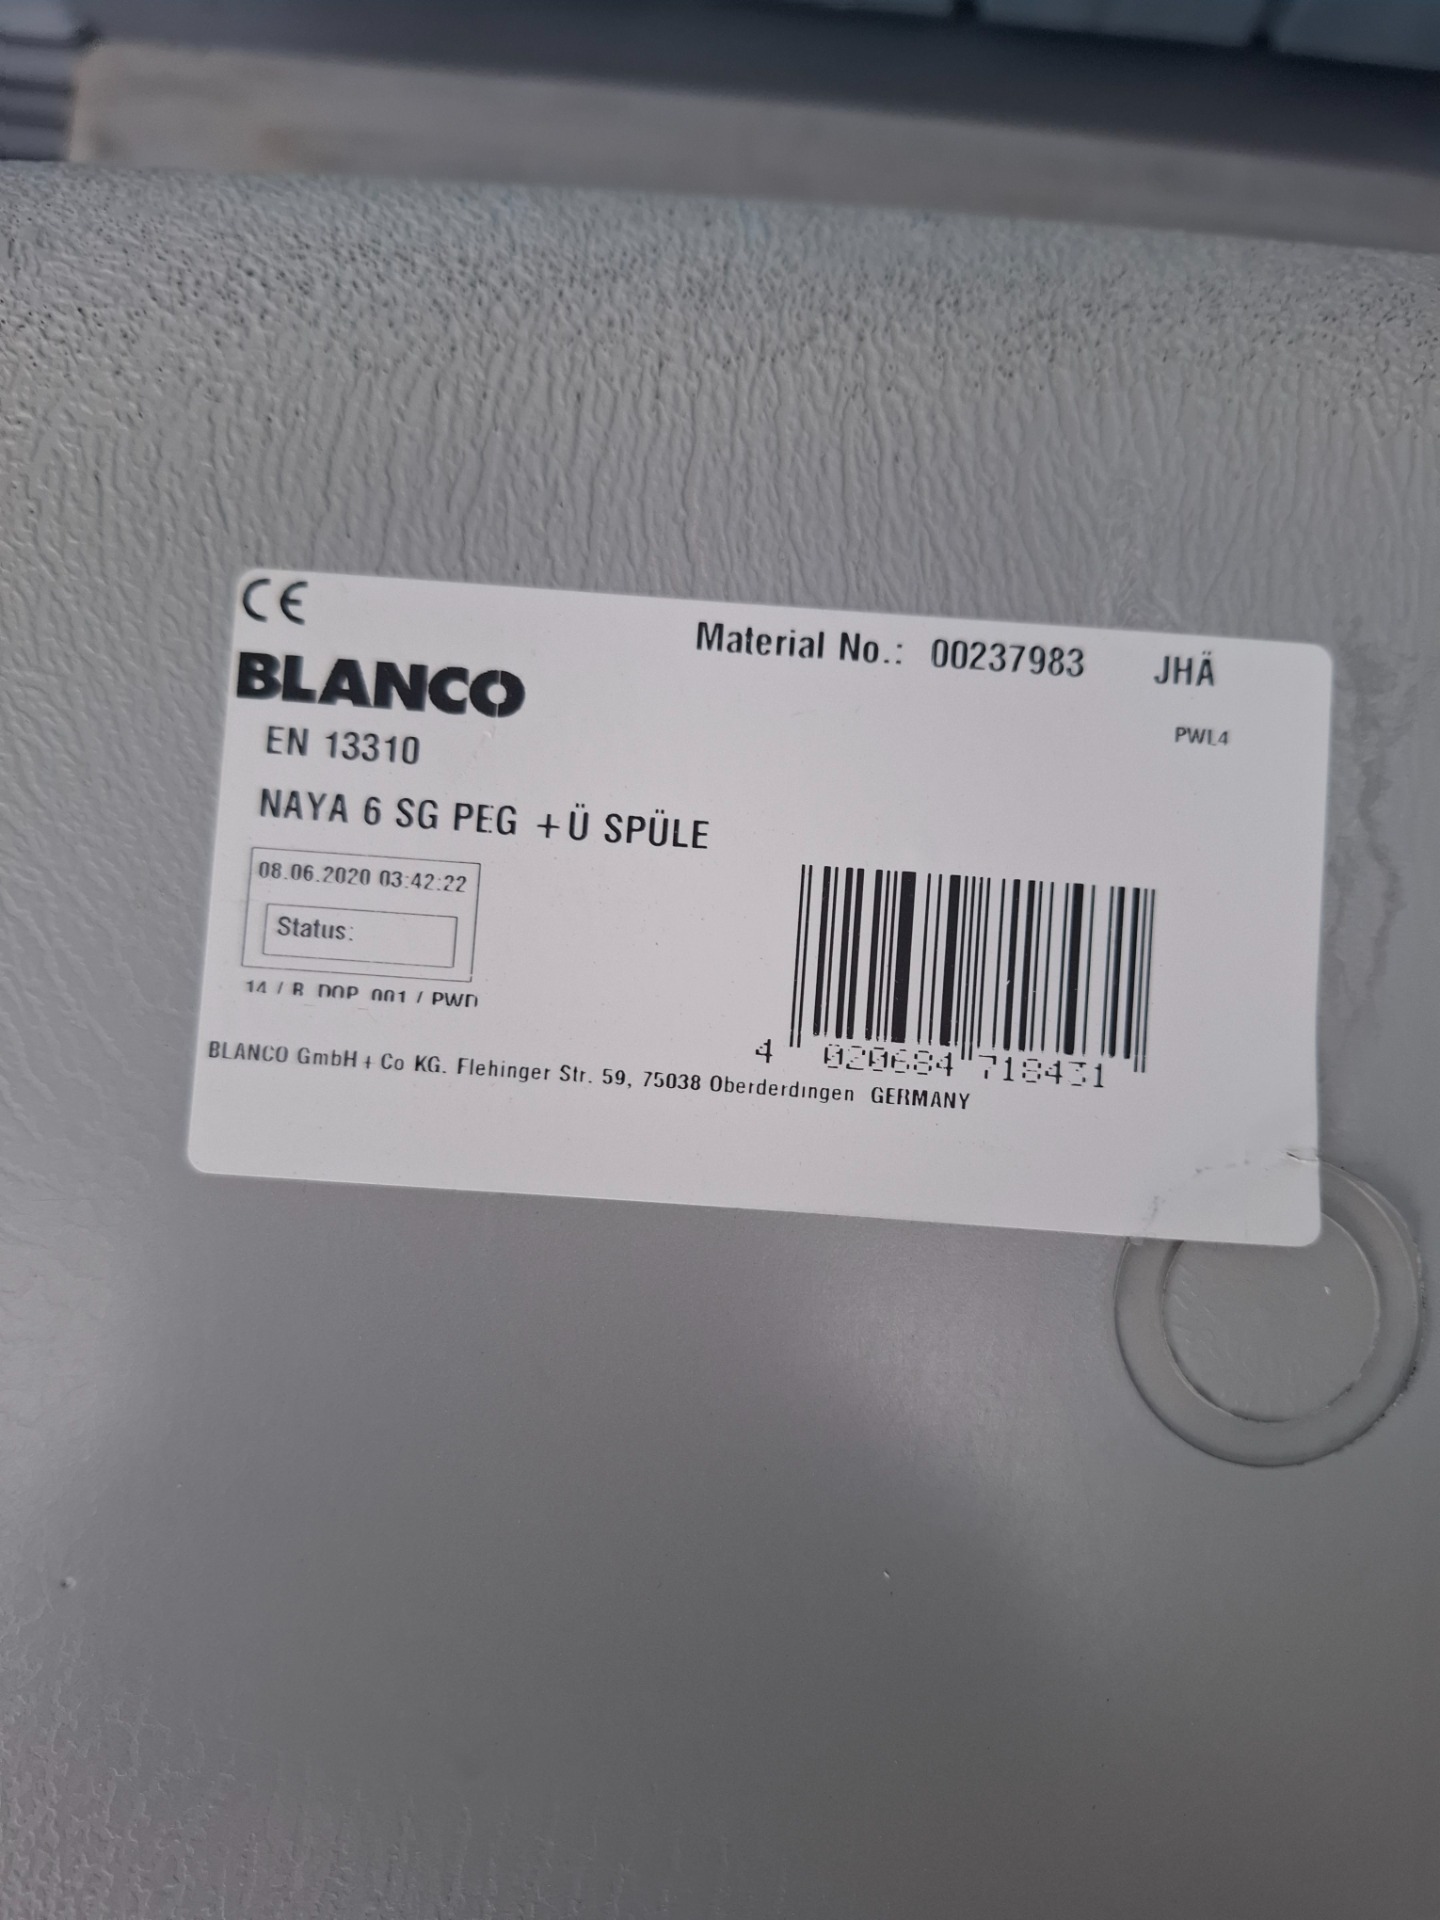 CE
Material No.: 00237983 JHÄ
BLANCO
PWL4
EN 13310
NAYA 6 SG PEG +Ü SPÜLE
08.06.2020 03:42:22
Status:
14 / B DOP 001 / PWD
4 020684 718431
BLANCO GmbH + Co KG. Flehinger Str. 59, 75038 Oberderdingen GERMANY